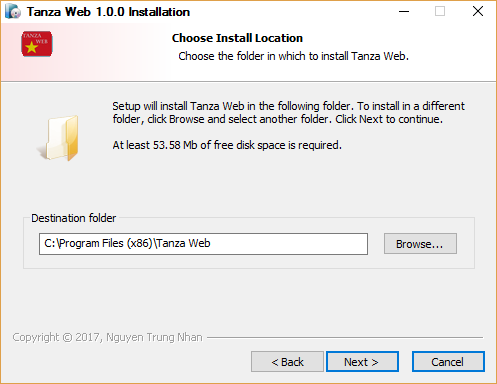 Tanza Web 1.0.0 Installation
TANZA
WEB
Choose Install Location
Choose the folder in which to install Tanza Web.
Setup will install Tanza Web in the following folder. To install in a different
folder, click Browse and select another folder. Click Next to continue.
At least 53.58 Mb of free disk space is required.
Destination folder
C:\Program Files (x86)\Tanza Web
Browse...
Copyright © 2017, Nguyen Trung Nhan
< Back
Next >
Cancel